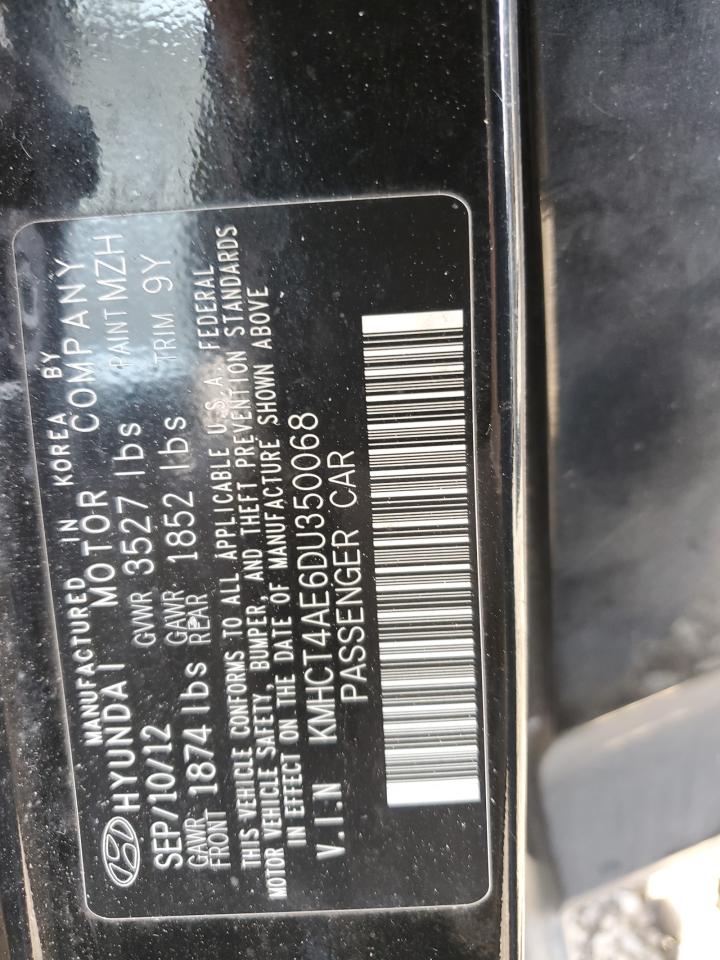 MANUFACTURED IN KOREA BY
HYUNDAI MOTOR COMPANY
SEP/10/12 GVWR 3527 lbs PAINT MZH
GAWR FRONT 1874 lbs GAWR REAR 1852 lbs TRIM 9Y
THIS VEHICLE CONFORMS TO ALL APPLICABLE U.S.A. FEDERAL
MOTOR VEHICLE SAFETY, BUMPER, AND THEFT PREVENTION STANDARDS
IN EFFECT ON THE DATE OF MANUFACTURE SHOWN ABOVE
V.I.N KMHCT4AE6DU350068
PASSENGER CAR